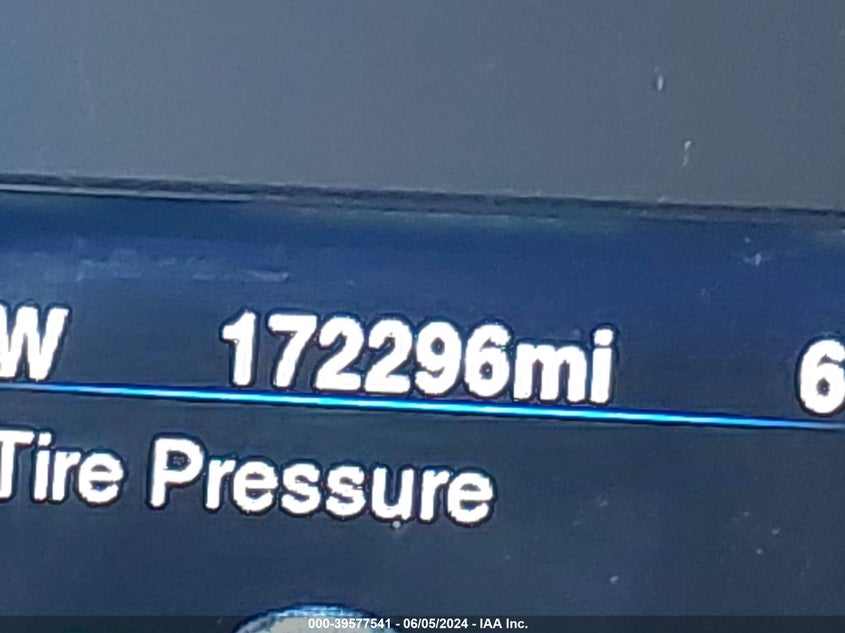 W 172296mi 6
Tire Pressure
000-39577541 - 06/05/2024 - IAA Inc.